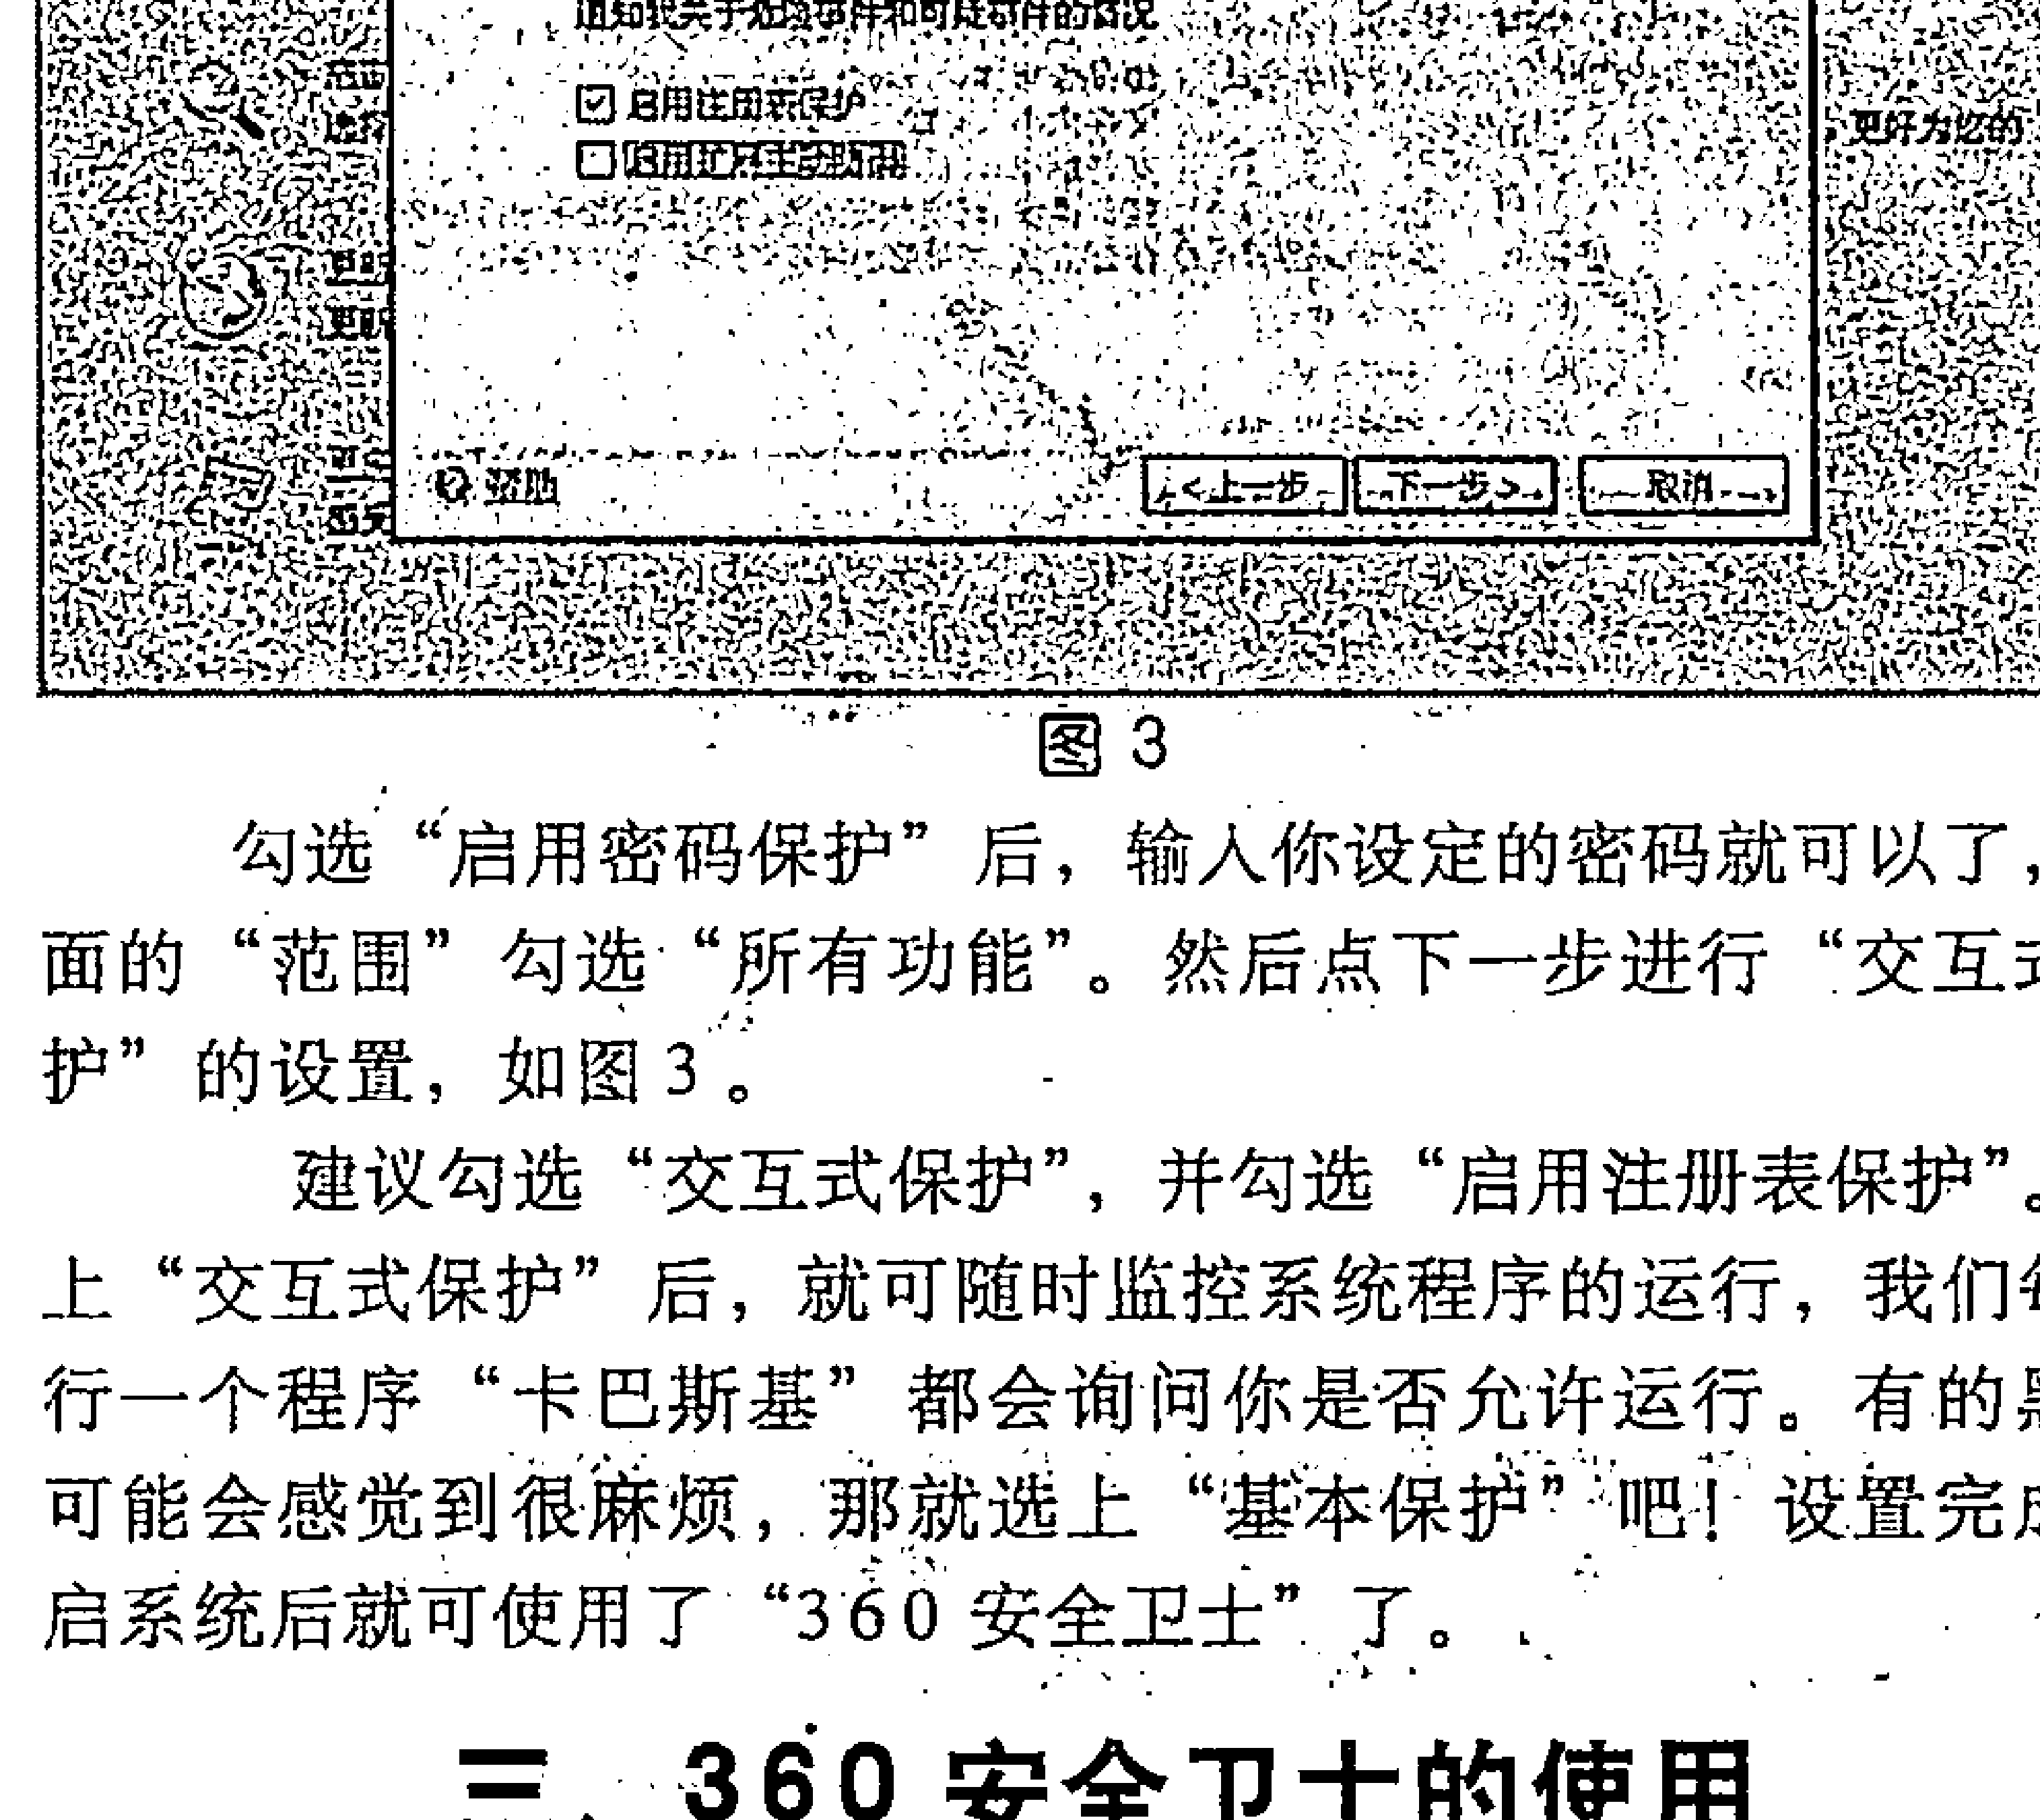 通知我关于危险事件和可疑事件的情况
启用注册表保护
更好为您的
帮助
<上一步 下一步> 取消
图 3
勾选“启用密码保护”后，输入你设定的密码就可以了，
面的“范围”勾选“所有功能”。然后点下一步进行“交互式
护”的设置，如图 3 。
建议勾选“交互式保护”，并勾选“启用注册表保护”。
上“交互式保护”后，就可随时监控系统程序的运行，我们每
行一个程序“卡巴斯基”都会询问你是否允许运行。有的黑
可能会感觉到很麻烦，那就选上“基本保护”吧！设置完成
启系统后就可使用了“360 安全卫士”了。
360 安全卫士的使用